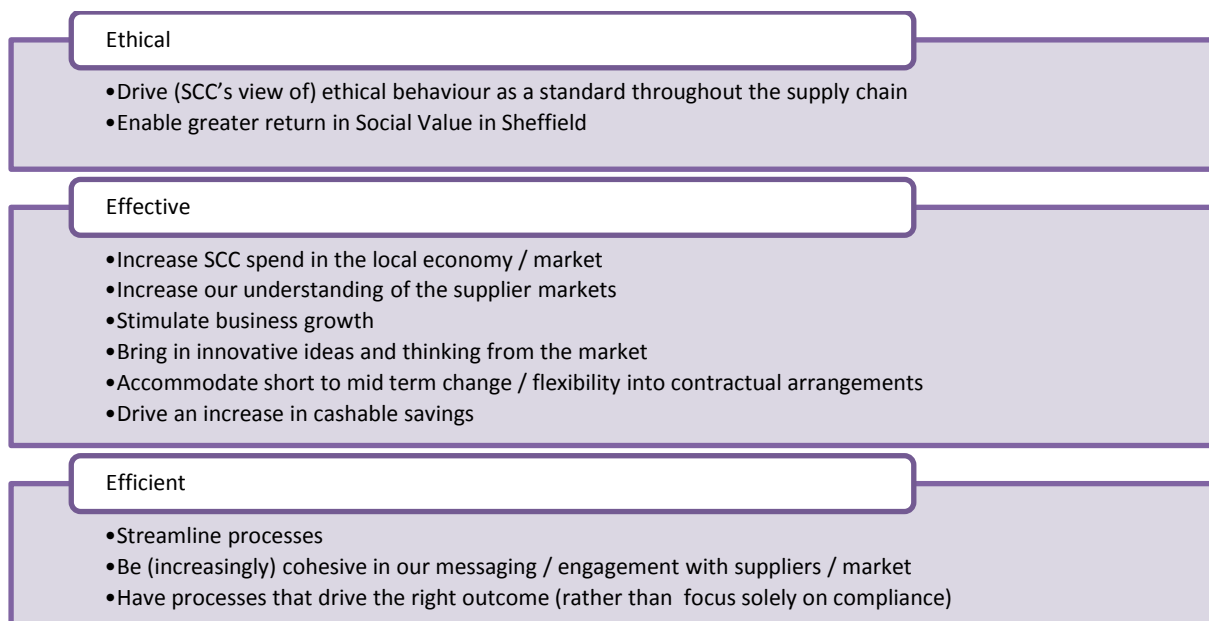 Ethical
•Drive (SCC's view of) ethical behaviour as a standard throughout the supply chain
•Enable greater return in Social Value in Sheffield
Effective
•Increase SCC spend in the local economy / market
•Increase our understanding of the supplier markets
•Stimulate business growth
•Bring in innovative ideas and thinking from the market
•Accommodate short to mid term change / flexibility into contractual arrangements
•Drive an increase in cashable savings
Efficient
•Streamline processes
•Be (increasingly) cohesive in our messaging / engagement with suppliers / market
•Have processes that drive the right outcome (rather than  focus solely on compliance)